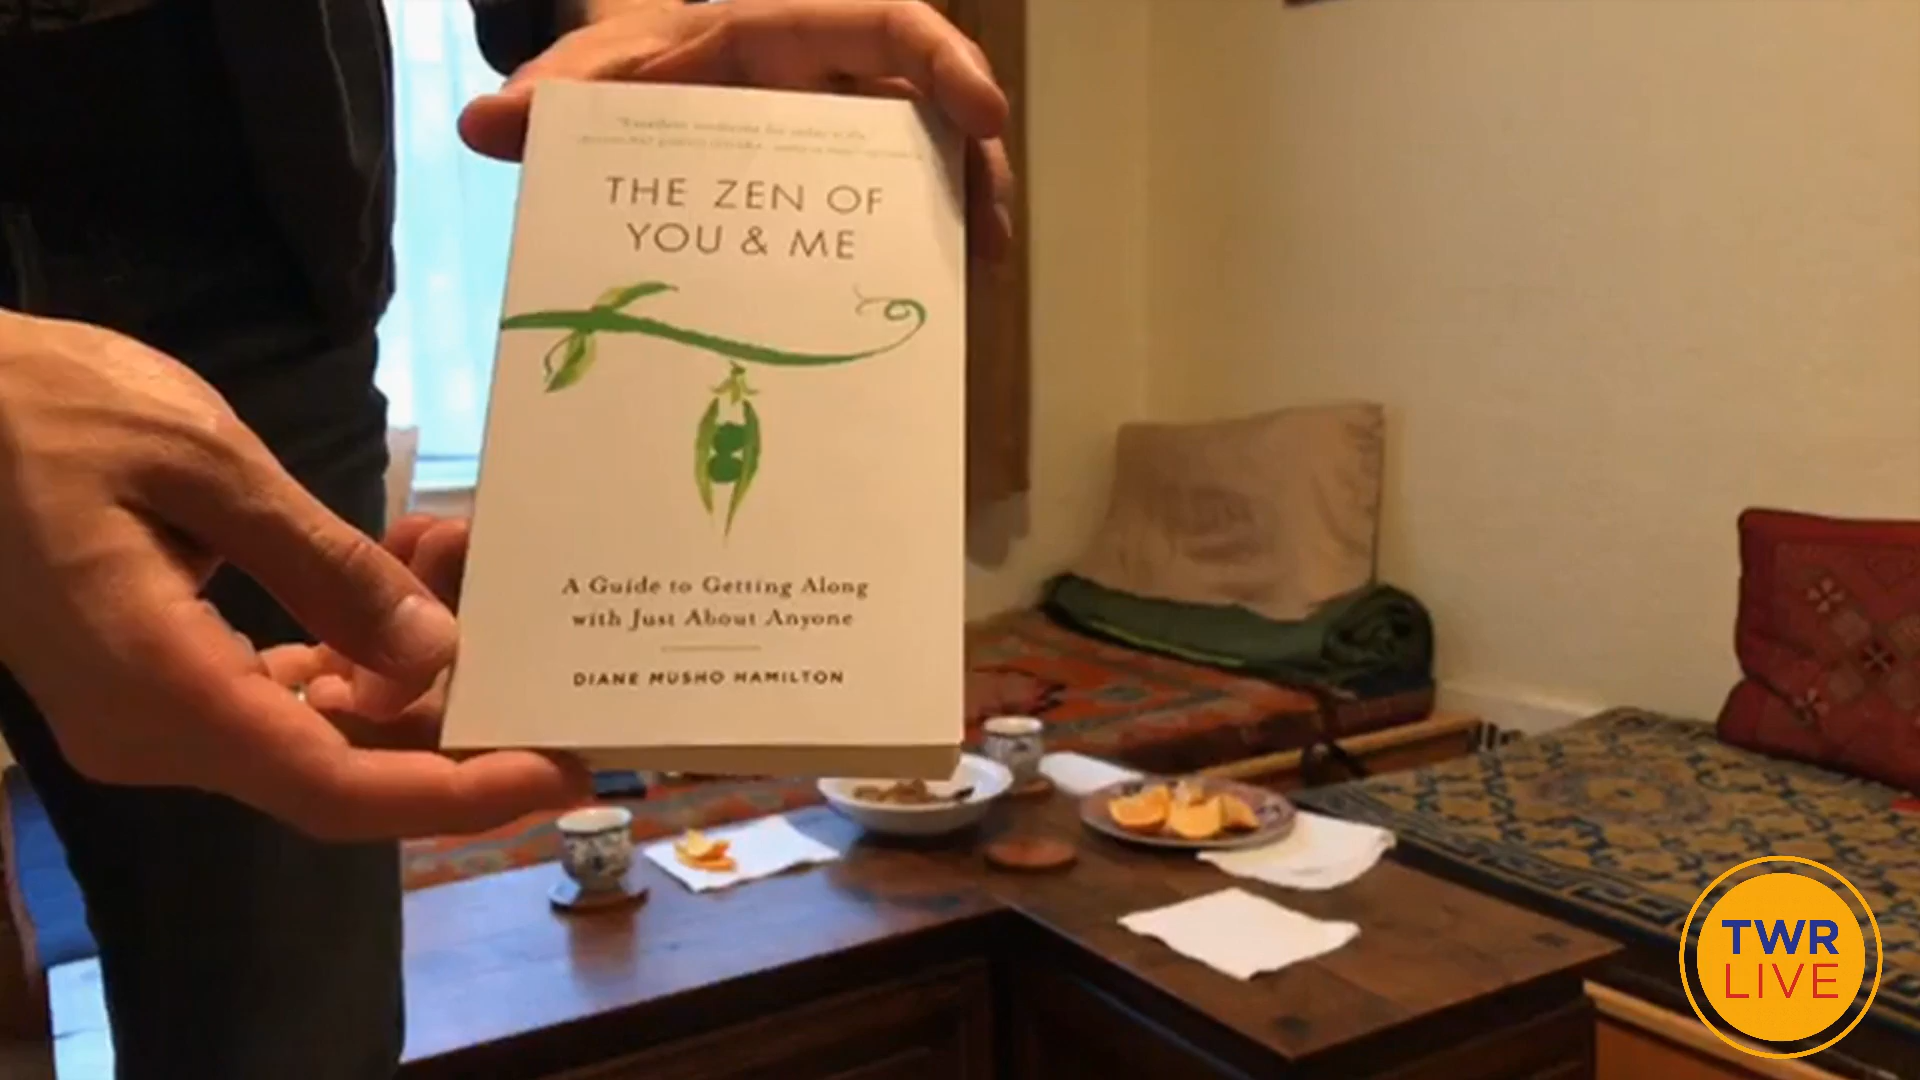 THE ZEN OF
YOU & ME
A Guide to Getting Along
with Just About Anyone
DIANE MUSHO HAMILTON
TWR
LIVE